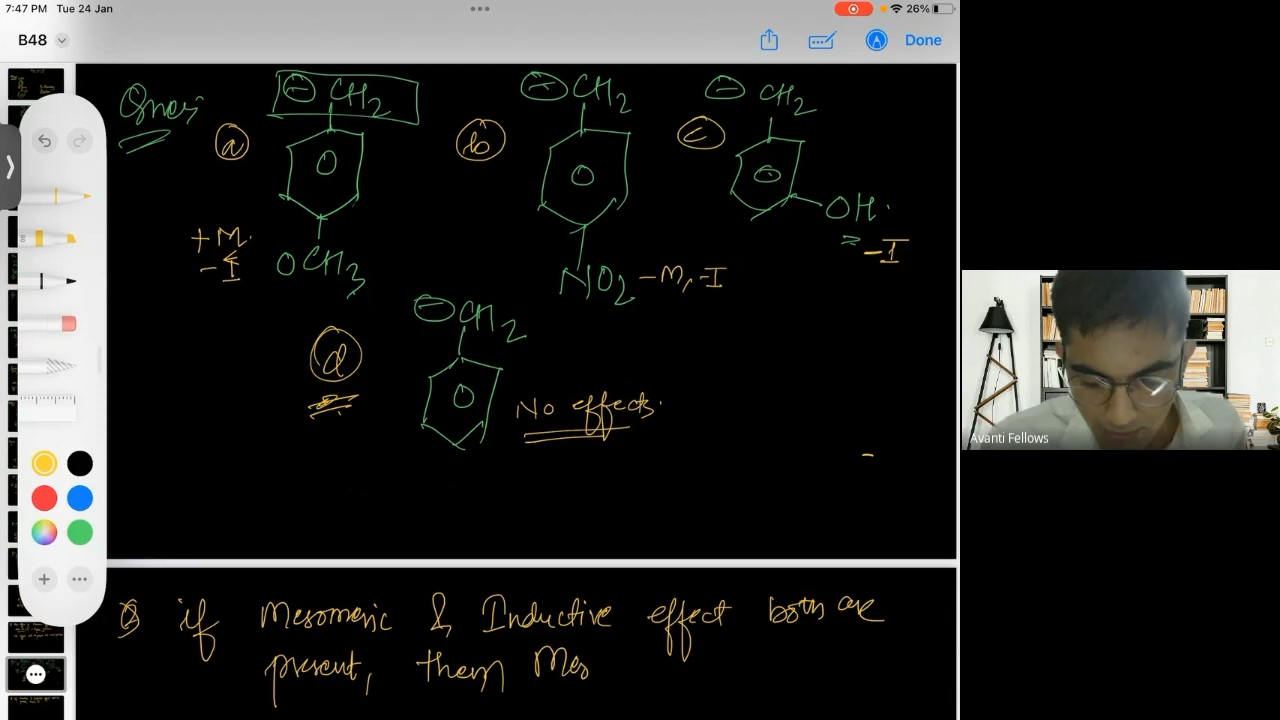 7:47 PM Tue 24 Jan
26%
B48
Done
Ques
a
⊖ CH2
OCH3
+M
-I
b
⊖ CH2
NO2 -M, -I
c
⊖ CH2
OH
-I
d
⊖ CH2
No effects.
if Mesomeric & Inductive effect both are
present, then Mes
Avanti Fellows